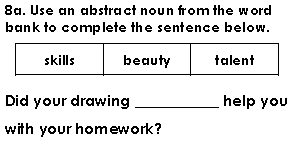 8a. Use an abstract noun from the word
bank to complete the sentence below.
skills beauty talent
Did your drawing __________ help you
with your homework?